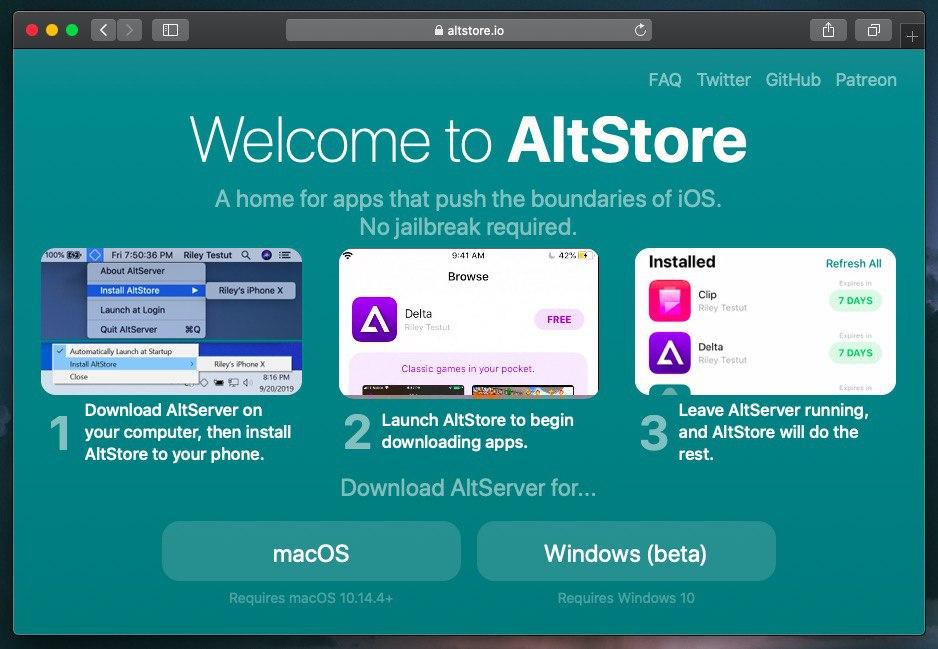 altstore.io
FAQ Twitter GitHub Patreon
Welcome to AltStore
A home for apps that push the boundaries of iOS.
No jailbreak required.
100% Fri 7:50:36 PM Riley Testut
About AltServer
Install AltStore
Riley's iPhone X
Launch at Login
Quit AltServer ⌘Q
Automatically Launch at Startup
Install AltStore
Riley's iPhone X
Close
8:16 PM
9/20/2019
1
Download AltServer on
your computer, then install
AltStore to your phone.
9:41 AM
42%
Browse
Delta
Riley Testut
FREE
Classic games in your pocket.
2
Launch AltStore to begin
downloading apps.
Installed
Refresh All
Clip
Riley Testut
Expires in
7 DAYS
Delta
Riley Testut
Expires in
7 DAYS
Expires in
3
Leave AltServer running,
and AltStore will do the
rest.
Download AltServer for...
macOS
Windows (beta)
Requires macOS 10.14.4+
Requires Windows 10